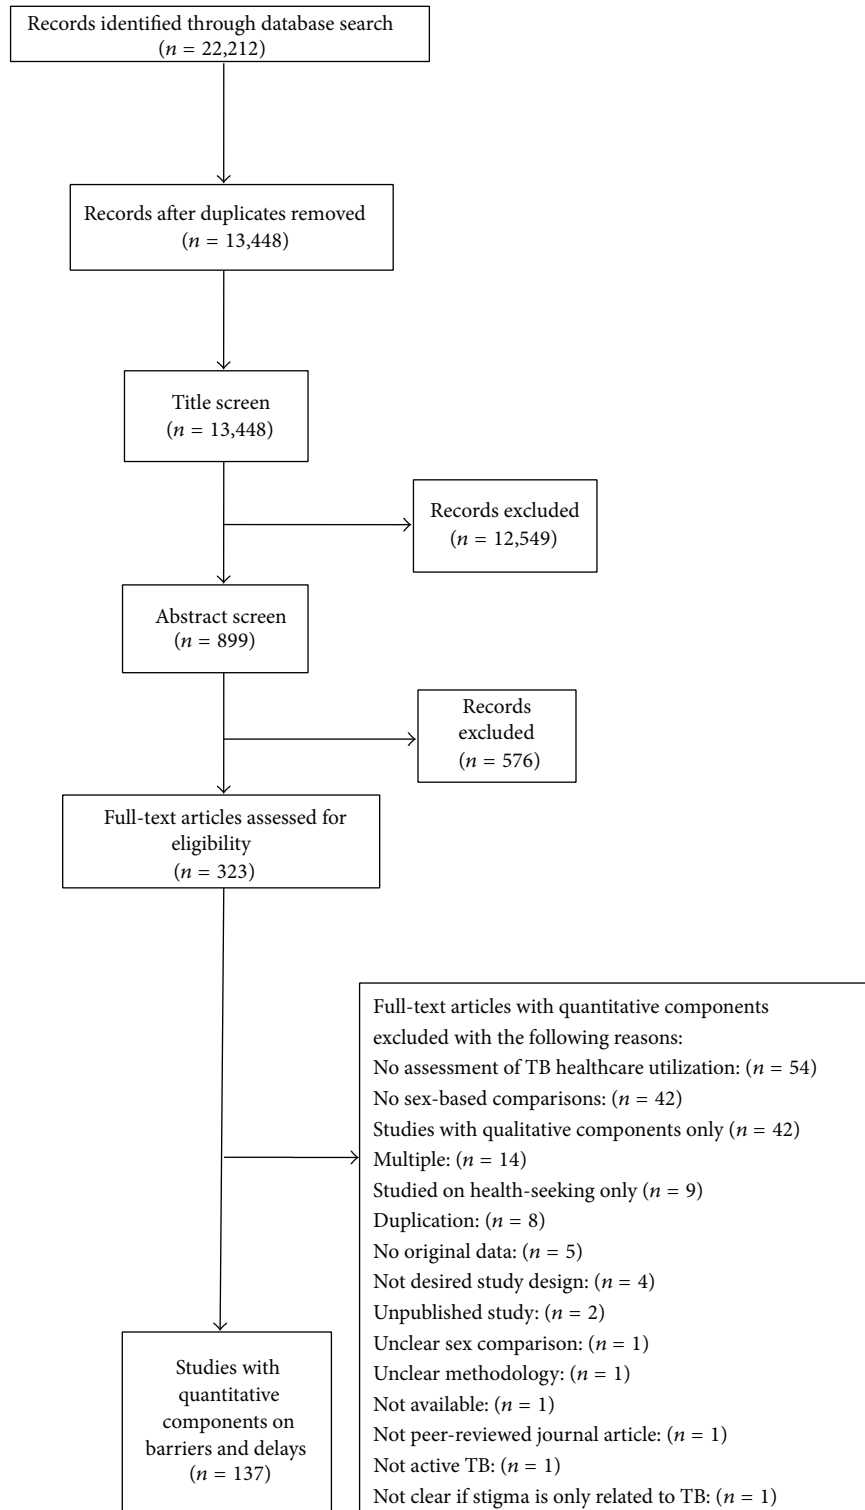 Records identified through database search
(n = 22,212)
Records after duplicates removed
(n = 13,448)
Title screen
(n = 13,448)
Records excluded
(n = 12,549)
Abstract screen
(n = 899)
Records
excluded
(n = 576)
Full-text articles assessed for
eligibility
(n = 323)
Full-text articles with quantitative components
excluded with the following reasons:
No assessment of TB healthcare utilization: (n = 54)
No sex-based comparisons: (n = 42)
Studies with qualitative components only (n = 42)
Multiple: (n = 14)
Studied on health-seeking only (n = 9)
Duplication: (n = 8)
No original data: (n = 5)
Not desired study design: (n = 4)
Unpublished study: (n = 2)
Unclear sex comparison: (n = 1)
Unclear methodology: (n = 1)
Not available: (n = 1)
Not peer-reviewed journal article: (n = 1)
Not active TB: (n = 1)
Not clear if stigma is only related to TB: (n = 1)
Studies with
quantitative
components on
barriers and delays
(n = 137)